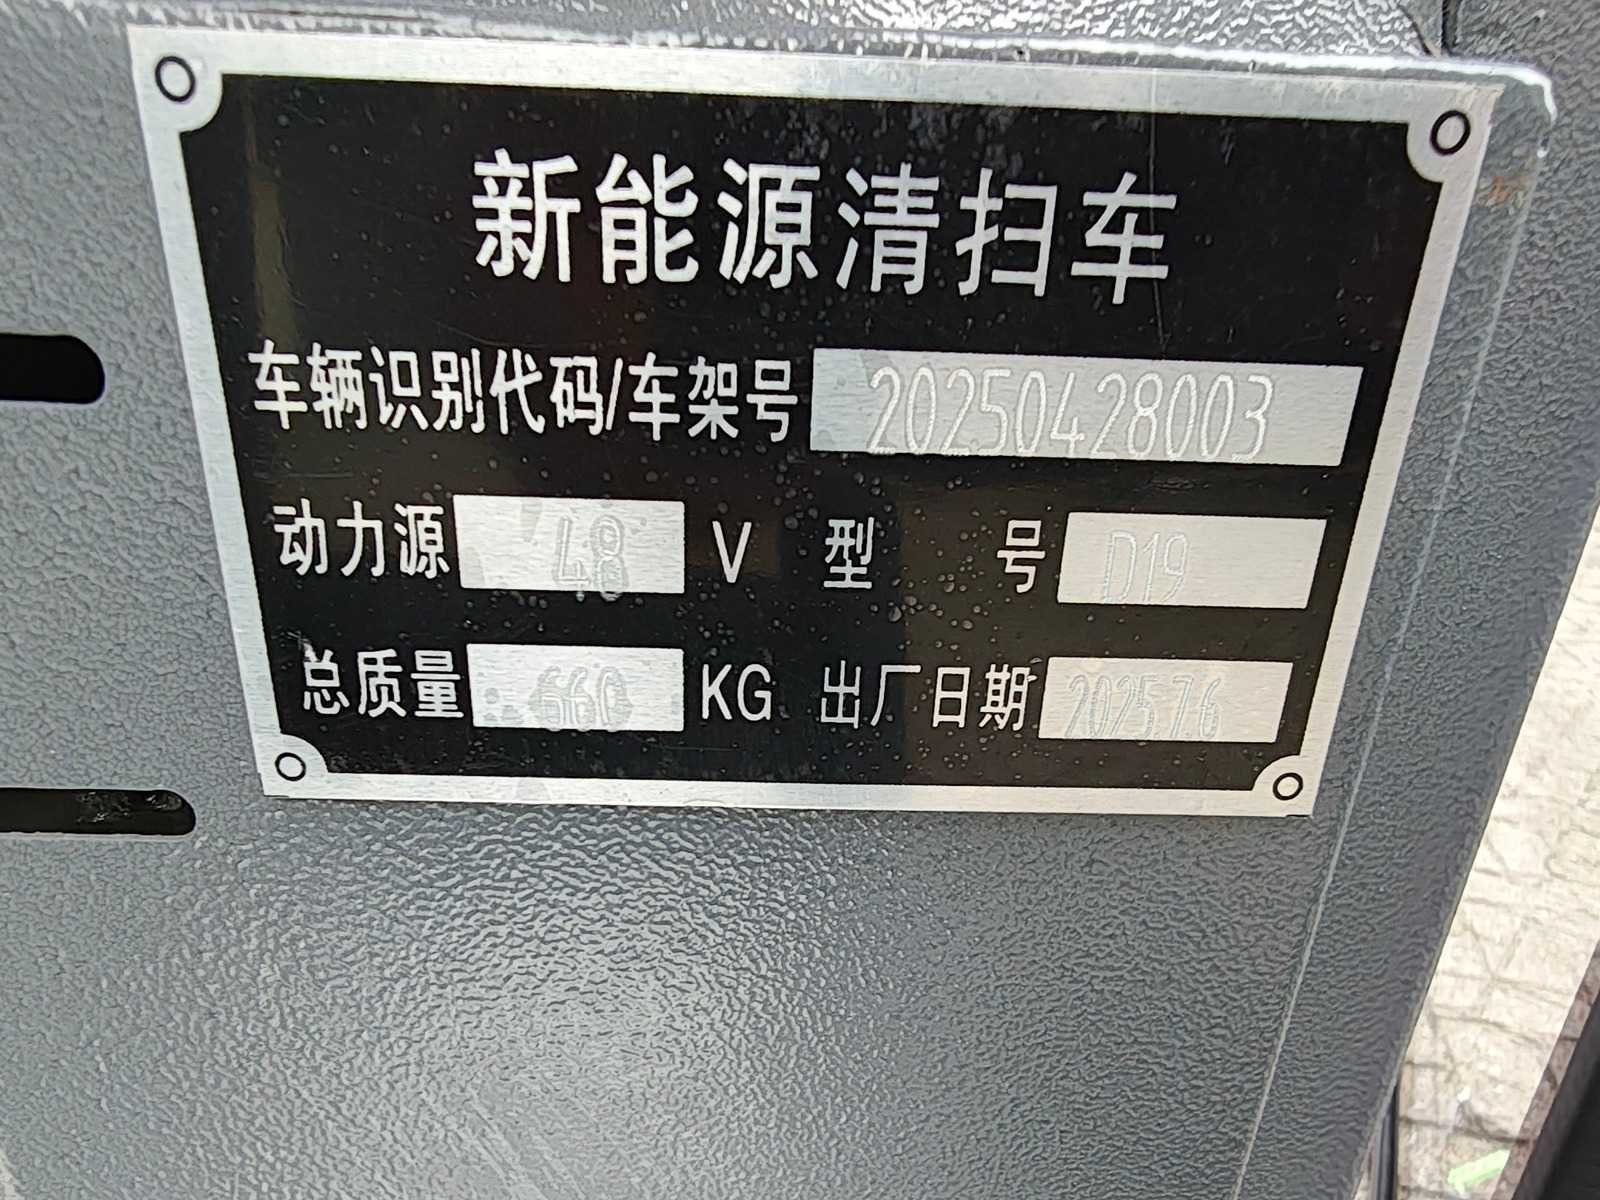 新能源清扫车
车辆识别代码/车架号 20250428003
动力源 48 V 型号 D19
总质量 660 KG 出厂日期 2025.7.6